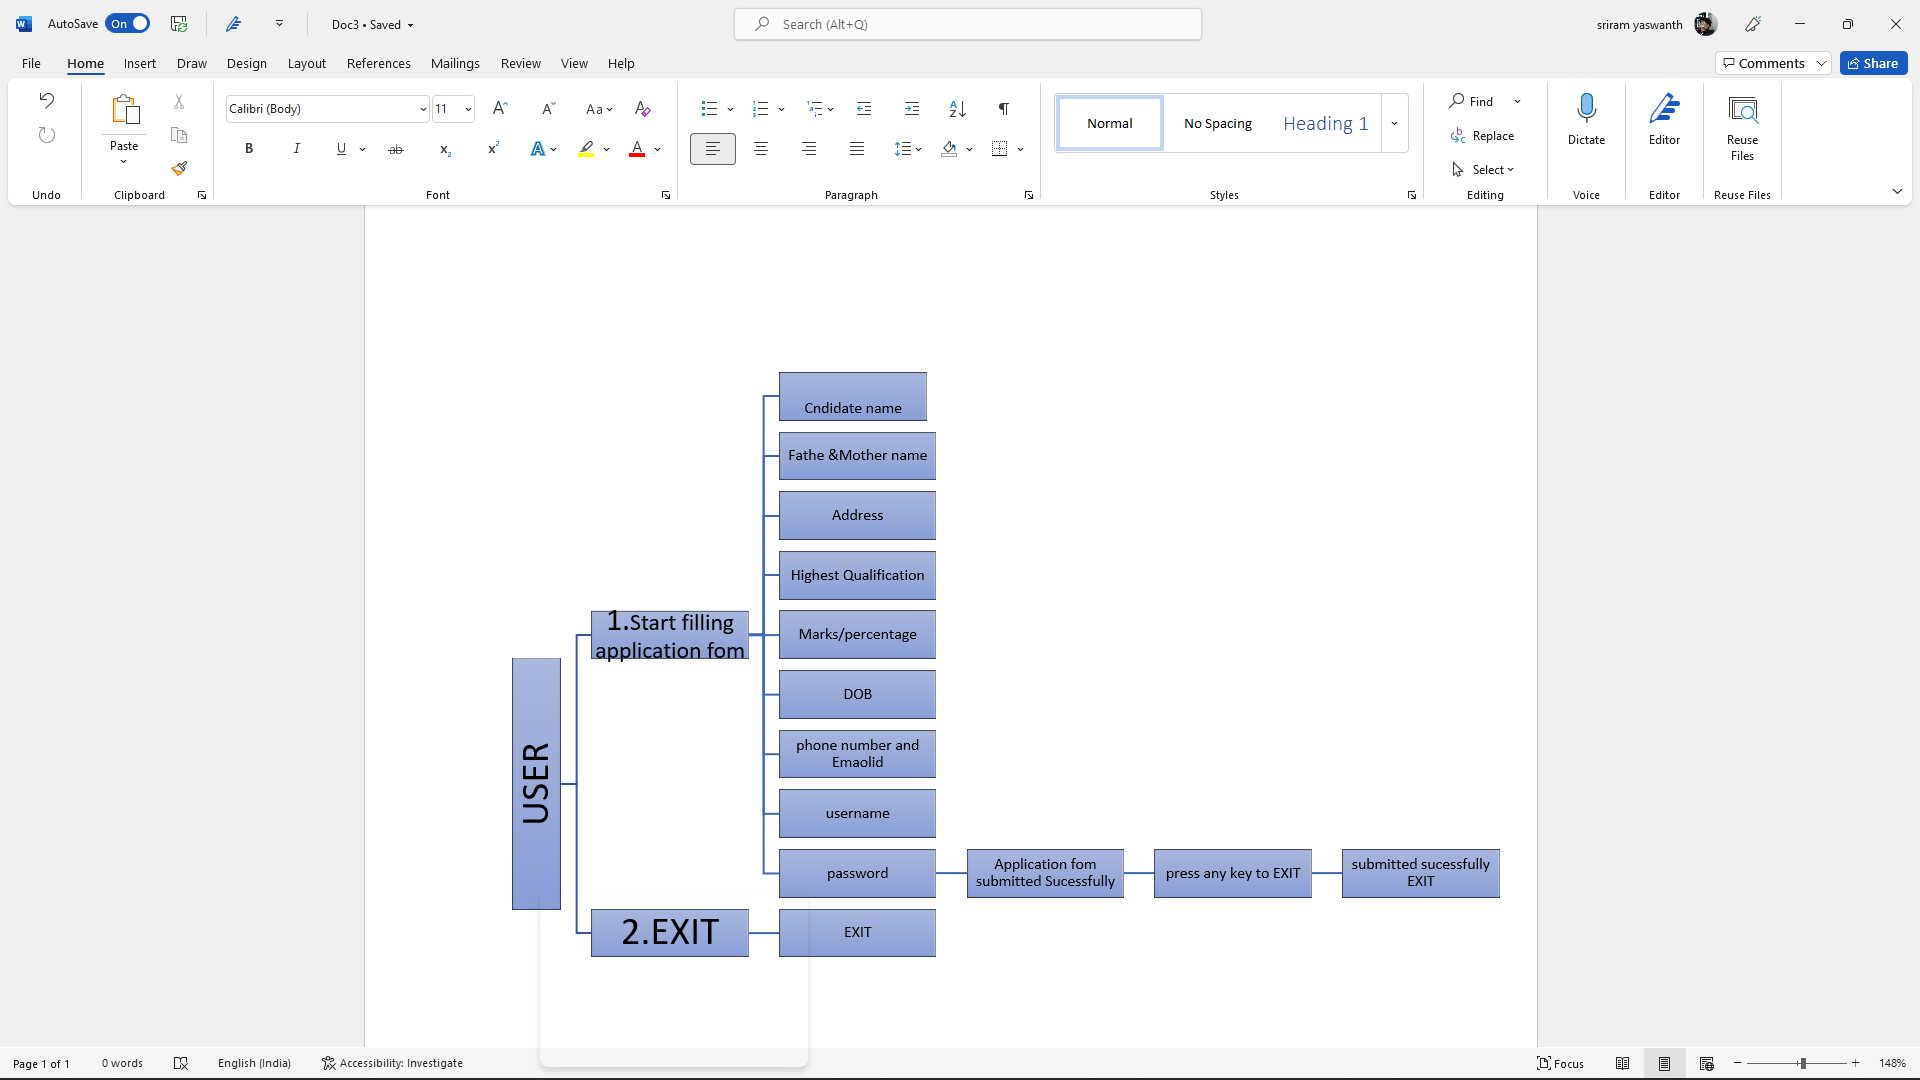 AutoSave On Doc3 • Saved Search (Alt+Q) sriram yaswanth
File Home Insert Draw Design Layout References Mailings Review View Help Comments Share
Calibri (Body) 11 Aa
Paste
B I U ab x2 x2 A A
A Z
Normal No Spacing Heading 1
Find
Replace
Select
Dictate
Editor
Reuse
Files
Undo Clipboard Font Paragraph Styles Editing Voice Editor Reuse Files
Cndidate name
Fathe &Mother name
Address
Highest Qualification
1.Start filling
application fom
Marks/percentage
DOB
phone number and
Emaolid
USER
username
password
Application fom
submitted Sucessfully
press any key to EXIT
submitted sucessfully
EXIT
2.EXIT
EXIT
Page 1 of 1 0 words English (India) Accessibility: Investigate Focus 148%